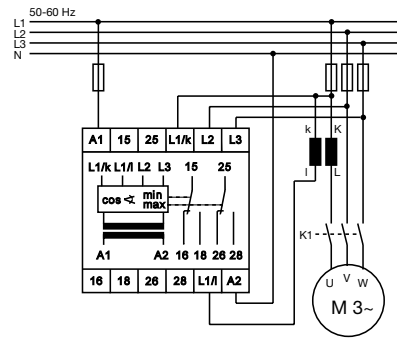 50-60 Hz
L1
L2
L3
N
A1 15 25 L1/k L2 L3
k K
L1/k L1/l L2 L3 15 25
l L
cos ∢ min
max
K1
A1 A2 16 18 26 28
U V W
16 18 26 28 L1/l A2
M 3~